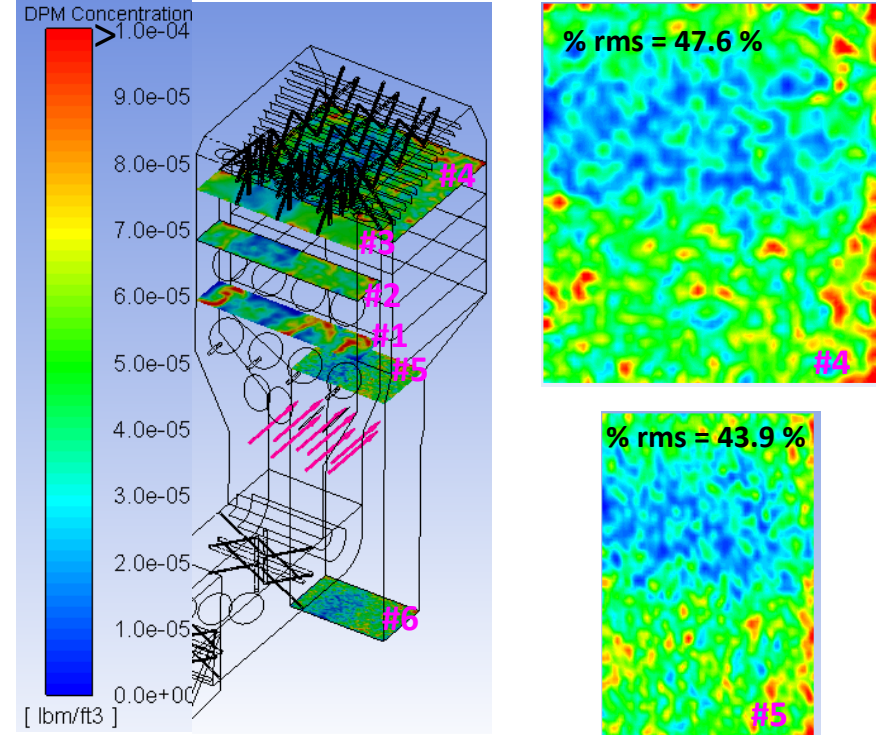 DPM Concentration
> 1.0e-04
9.0e-05
8.0e-05
7.0e-05
6.0e-05
5.0e-05
4.0e-05
3.0e-05
2.0e-05
1.0e-05
0.0e+00
[ lbm/ft3 ]
#4
#3
#2
#1
#5
#6
% rms = 47.6 %
#4
% rms = 43.9 %
#5